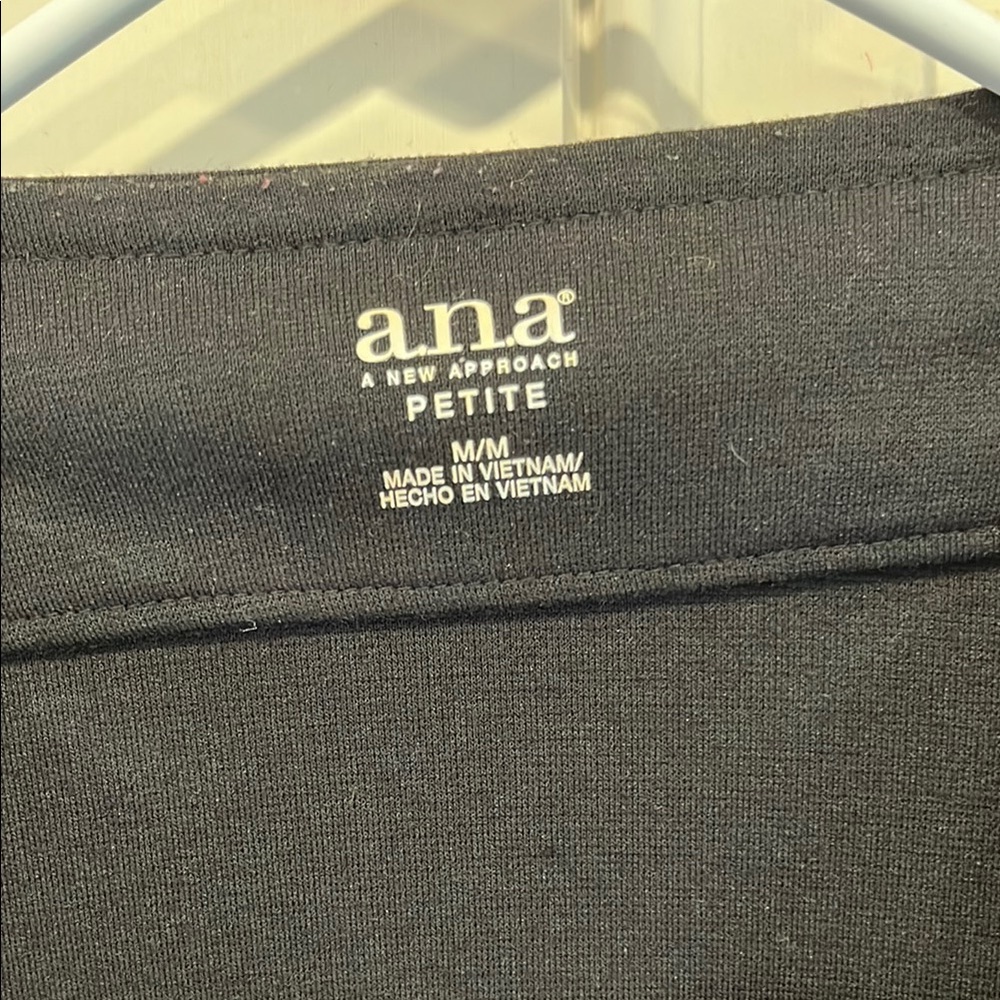 a.n.a®
A NEW APPROACH
PETITE
M/M
MADE IN VIETNAM/
HECHO EN VIETNAM